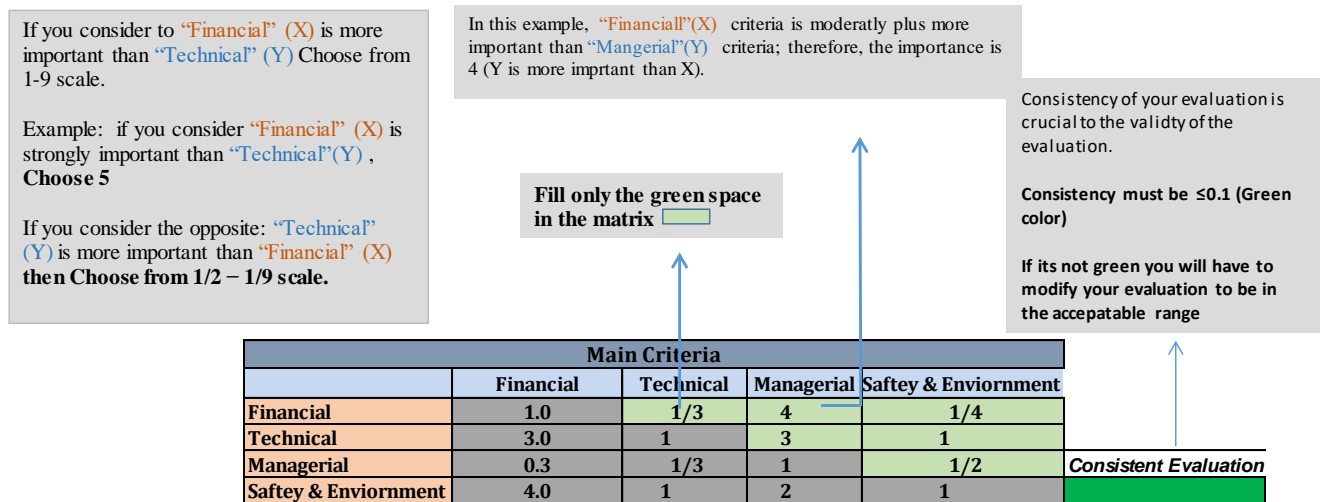 If you consider to “Financial” (X) is more
important than “Technical” (Y) Choose from
1-9 scale.
Example: if you consider “Financial” (X) is
strongly important than “Technical”(Y) ,
Choose 5
If you consider the opposite: “Technical”
(Y) is more important than “Financial” (X)
then Choose from 1/2 − 1/9 scale.
In this example, “Financiall”(X) criteria is moderatly plus more
important than “Mangerial”(Y) criteria; therefore, the importance is
4 (Y is more imprtant than X).
Fill only the green space
in the matrix
Consistency of your evaluation is
crucial to the validty of the
evaluation.
Consistency must be ≤0.1 (Green
color)
If its not green you will have to
modify your evaluation to be in
the accepatable range
Main Criteria
Financial Technical Managerial Saftey & Enviornment
Financial 1.0 1/3 4 1/4
Technical 3.0 1 3 1
Managerial 0.3 1/3 1 1/2 Consistent Evaluation
Saftey & Enviornment 4.0 1 2 1